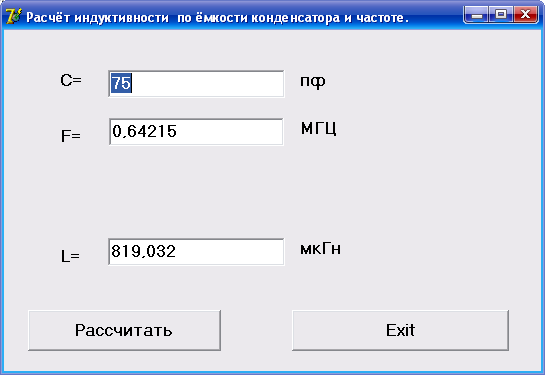 Расчёт индуктивности по ёмкости конденсатора и частоте.
C= 75 пф
F= 0,64215 МГЦ
L= 819,032 мкГн
Рассчитать Exit